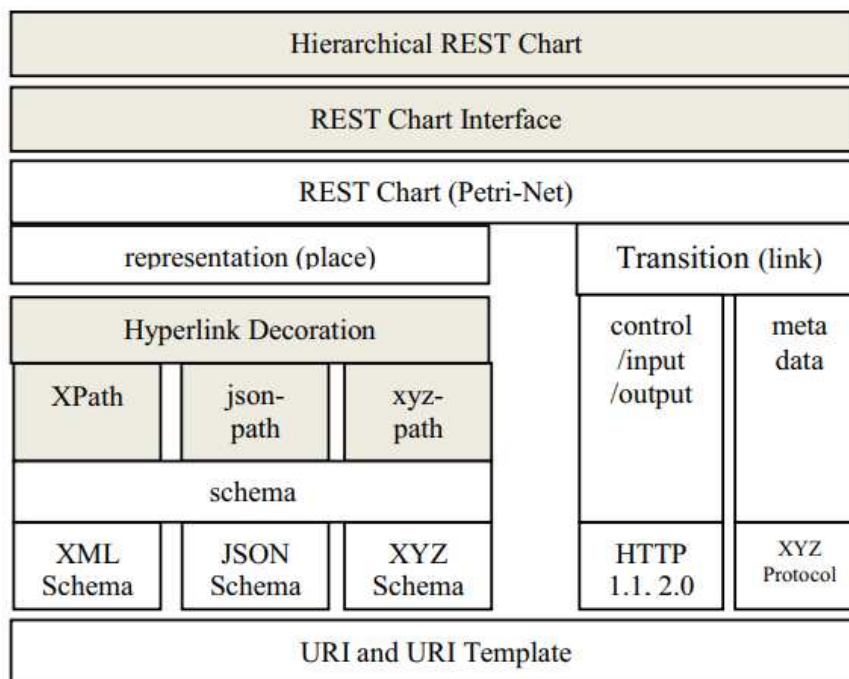 Hierarchical REST Chart
REST Chart Interface
REST Chart (Petri-Net)
representation (place)
Transition (link)
Hyperlink Decoration
control
/input
/output
meta
data
XPath
json-
path
xyz-
path
schema
XML
Schema
JSON
Schema
XYZ
Schema
HTTP
1.1, 2.0
XYZ
Protocol
URI and URI Template